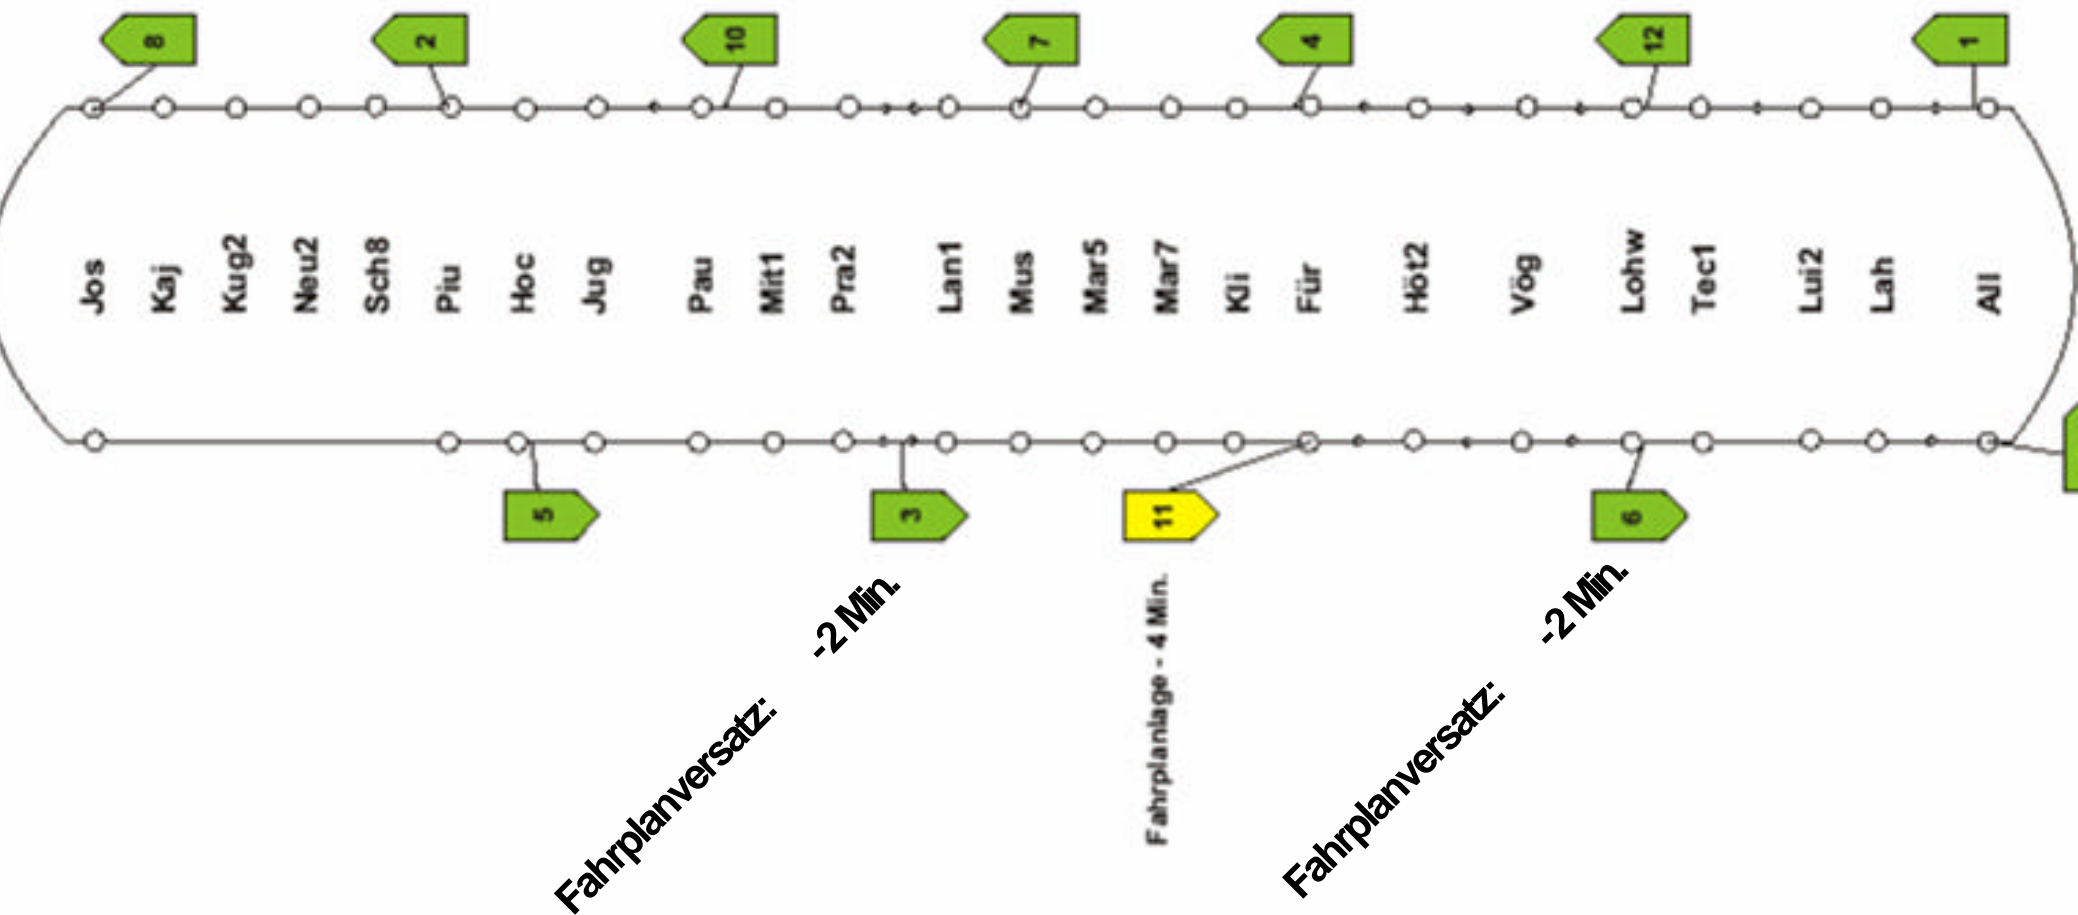 8
2
10
7
4
12
1
Jos
Kaj
Kug2
Neu2
Sch8
Piu
Hoc
Jug
Pau
Mit1
Pra2
Lan1
Mus
Mar5
Mar7
Kli
Für
Höt2
Vög
Lohw
Tec1
Lui2
Lah
All
5
3
11
6
Fahrplanversatz: -2 Min.
Fahrplanlage - 4 Min.
Fahrplanversatz: -2 Min.